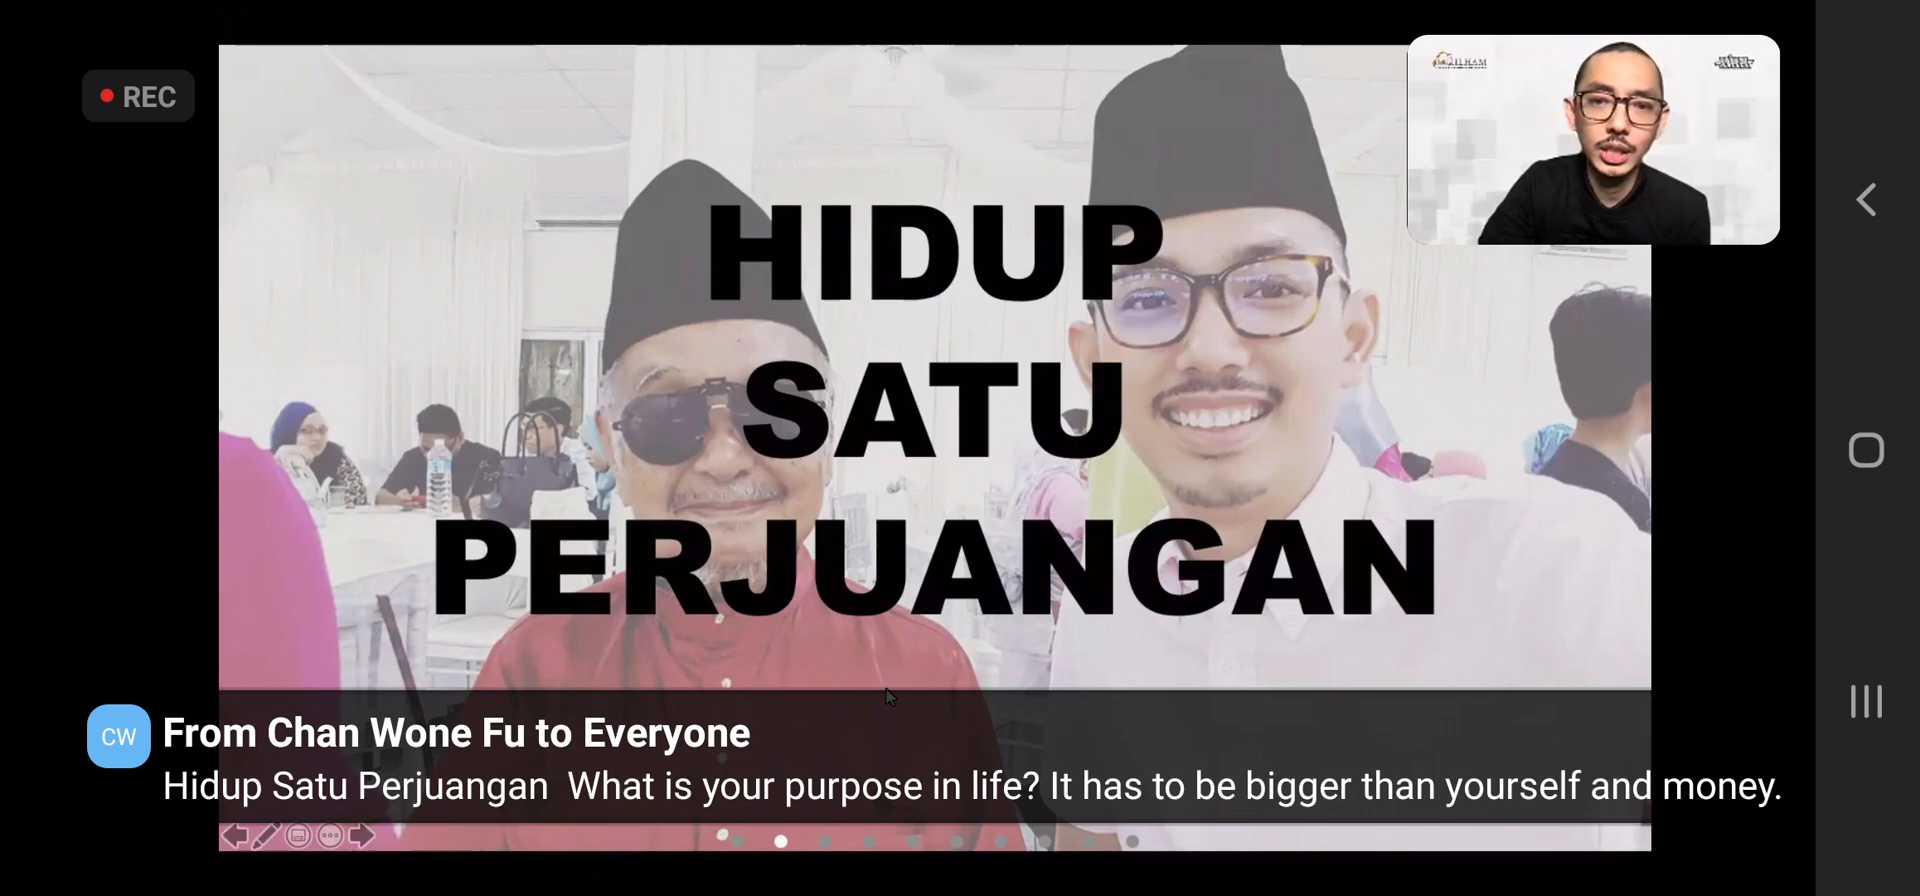 REC
ILHAM
HIDUP
SATU
PERJUANGAN
CW
From Chan Wone Fu to Everyone
Hidup Satu Perjuangan  What is your purpose in life? It has to be bigger than yourself and money.